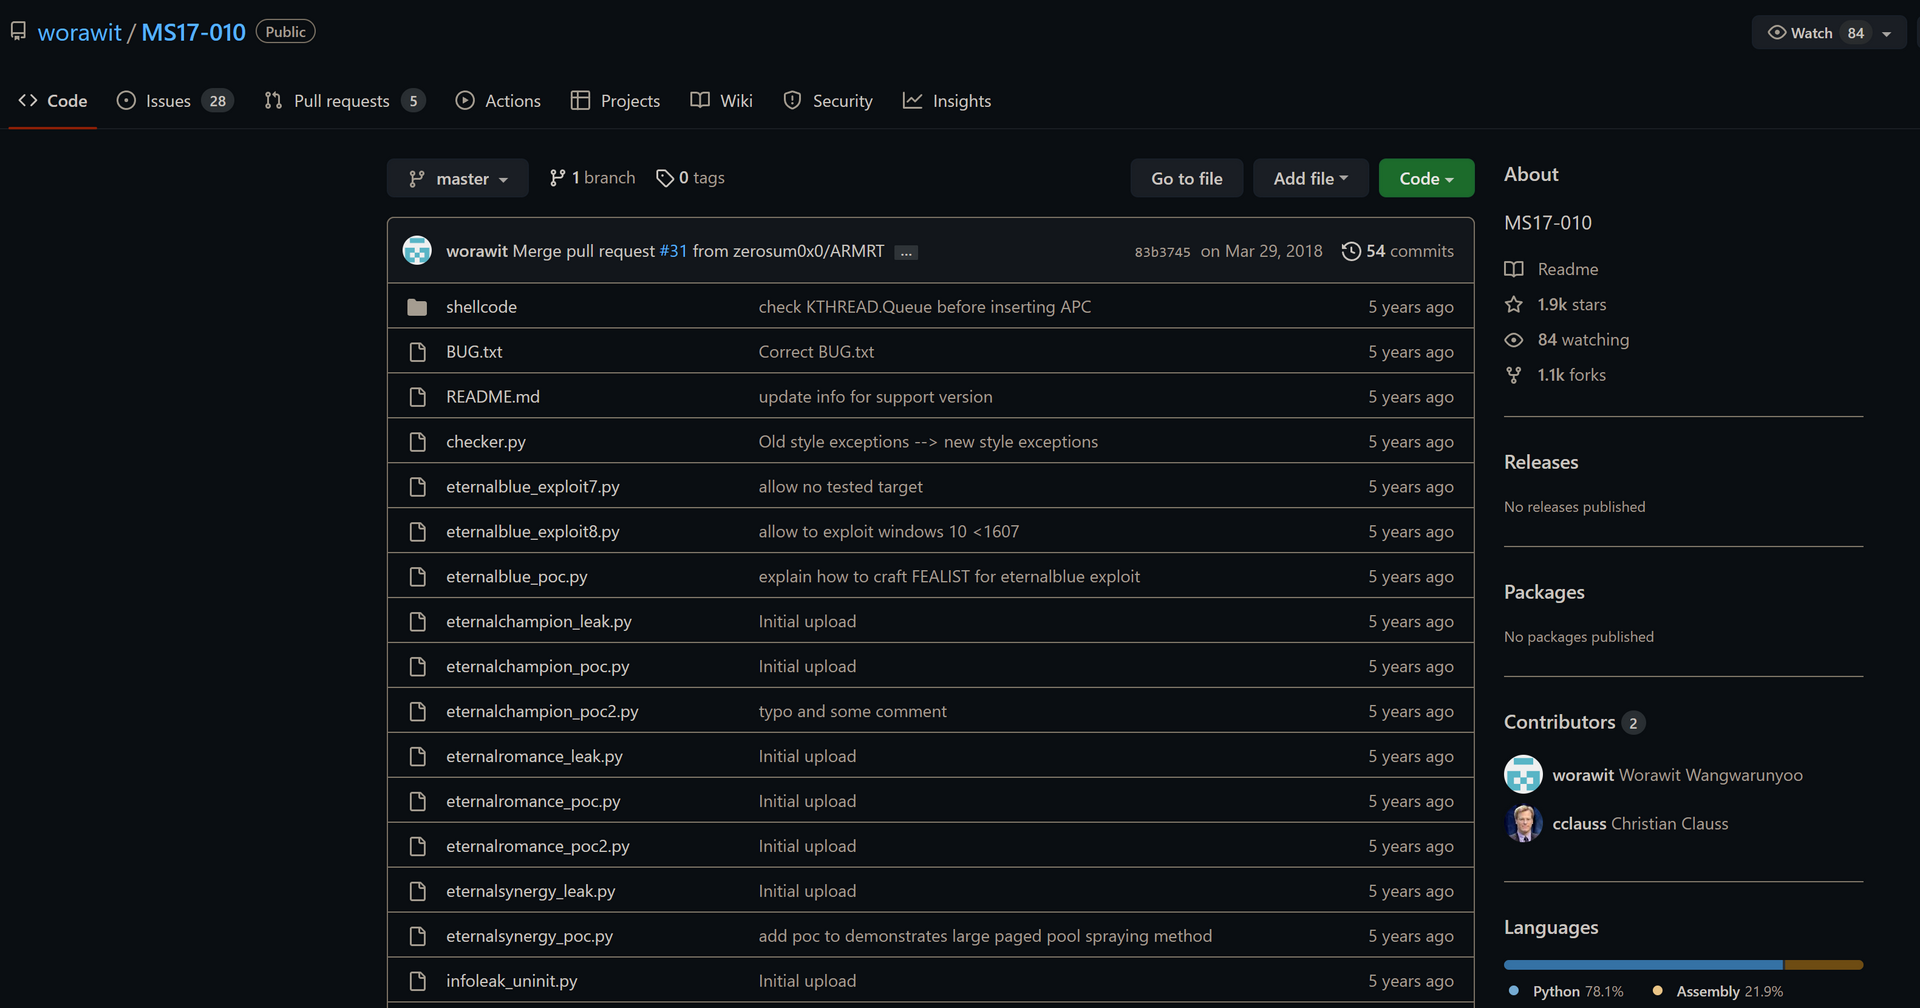 worawit / MS17-010 Public
Watch 84
Code Issues 28 Pull requests 5 Actions Projects Wiki Security Insights
master 1 branch 0 tags Go to file Add file Code
worawit Merge pull request #31 from zerosum0x0/ARMRT ... 83b3745 on Mar 29, 2018 54 commits
shellcode check KTHREAD.Queue before inserting APC 5 years ago
BUG.txt Correct BUG.txt 5 years ago
README.md update info for support version 5 years ago
checker.py Old style exceptions --> new style exceptions 5 years ago
eternalblue_exploit7.py allow no tested target 5 years ago
eternalblue_exploit8.py allow to exploit windows 10 <1607 5 years ago
eternalblue_poc.py explain how to craft FEALIST for eternalblue exploit 5 years ago
eternalchampion_leak.py Initial upload 5 years ago
eternalchampion_poc.py Initial upload 5 years ago
eternalchampion_poc2.py typo and some comment 5 years ago
eternalromance_leak.py Initial upload 5 years ago
eternalromance_poc.py Initial upload 5 years ago
eternalromance_poc2.py Initial upload 5 years ago
eternalsynergy_leak.py Initial upload 5 years ago
eternalsynergy_poc.py add poc to demonstrates large paged pool spraying method 5 years ago
infoleak_uninit.py Initial upload 5 years ago
About
MS17-010
Readme
1.9k stars
84 watching
1.1k forks
Releases
No releases published
Packages
No packages published
Contributors 2
worawit Worawit Wangwarunyoo
cclauss Christian Clauss
Languages
Python 78.1% Assembly 21.9%